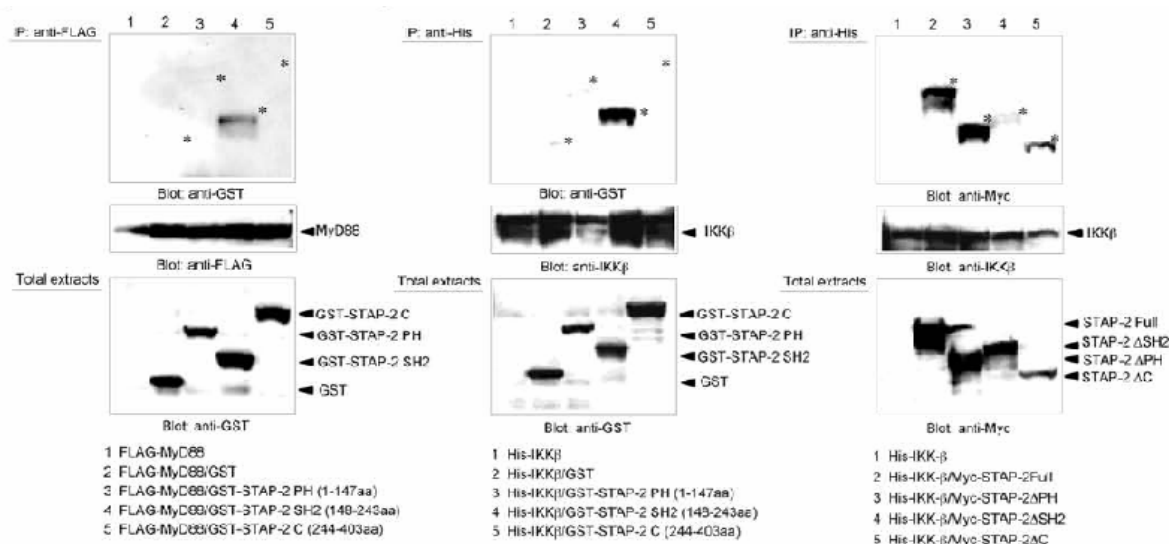 1 2 3 4 5
IP: anti-FLAG
* * * *
Blot: anti-GST
MyD88
Blot: anti-FLAG
Total extracts
GST-STAP-2 C
GST-STAP-2 PH
GST-STAP-2 SH2
GST
Blot: anti-GST
1 FLAG-MyD88
2 FLAG-MyD88/GST
3 FLAG-MyD88/GST-STAP-2 PH (1-147aa)
4 FLAG-MyD88/GST-STAP-2 SH2 (148-243aa)
5 FLAG-MyD88/GST-STAP-2 C (244-403aa)
1 2 3 4 5
IP: anti-His
* * * *
Blot: anti-GST
IKKβ
Blot: anti-IKKβ
Total extracts
GST-STAP-2 C
GST-STAP-2 PH
GST-STAP-2 SH2
GST
Blot: anti-GST
1 His-IKKβ
2 His-IKKβ/GST
3 His-IKKβ/GST-STAP-2 PH (1-147aa)
4 His-IKKβ/GST-STAP-2 SH2 (148-243aa)
5 His-IKKβ/GST-STAP-2 C (244-403aa)
1 2 3 4 5
IP: anti-His
* * * *
Blot: anti-Myc
IKKβ
Blot: anti-IKKβ
Total extracts
STAP-2 Full
STAP-2 ΔSH2
STAP-2 ΔPH
STAP-2 ΔC
Blot: anti-Myc
1 His-IKK-β
2 His-IKK-β/Myc-STAP-2Full
3 His-IKK-β/Myc-STAP-2ΔPH
4 His-IKK-β/Myc-STAP-2ΔSH2
5 His-IKK-β/Myc-STAP-2ΔC